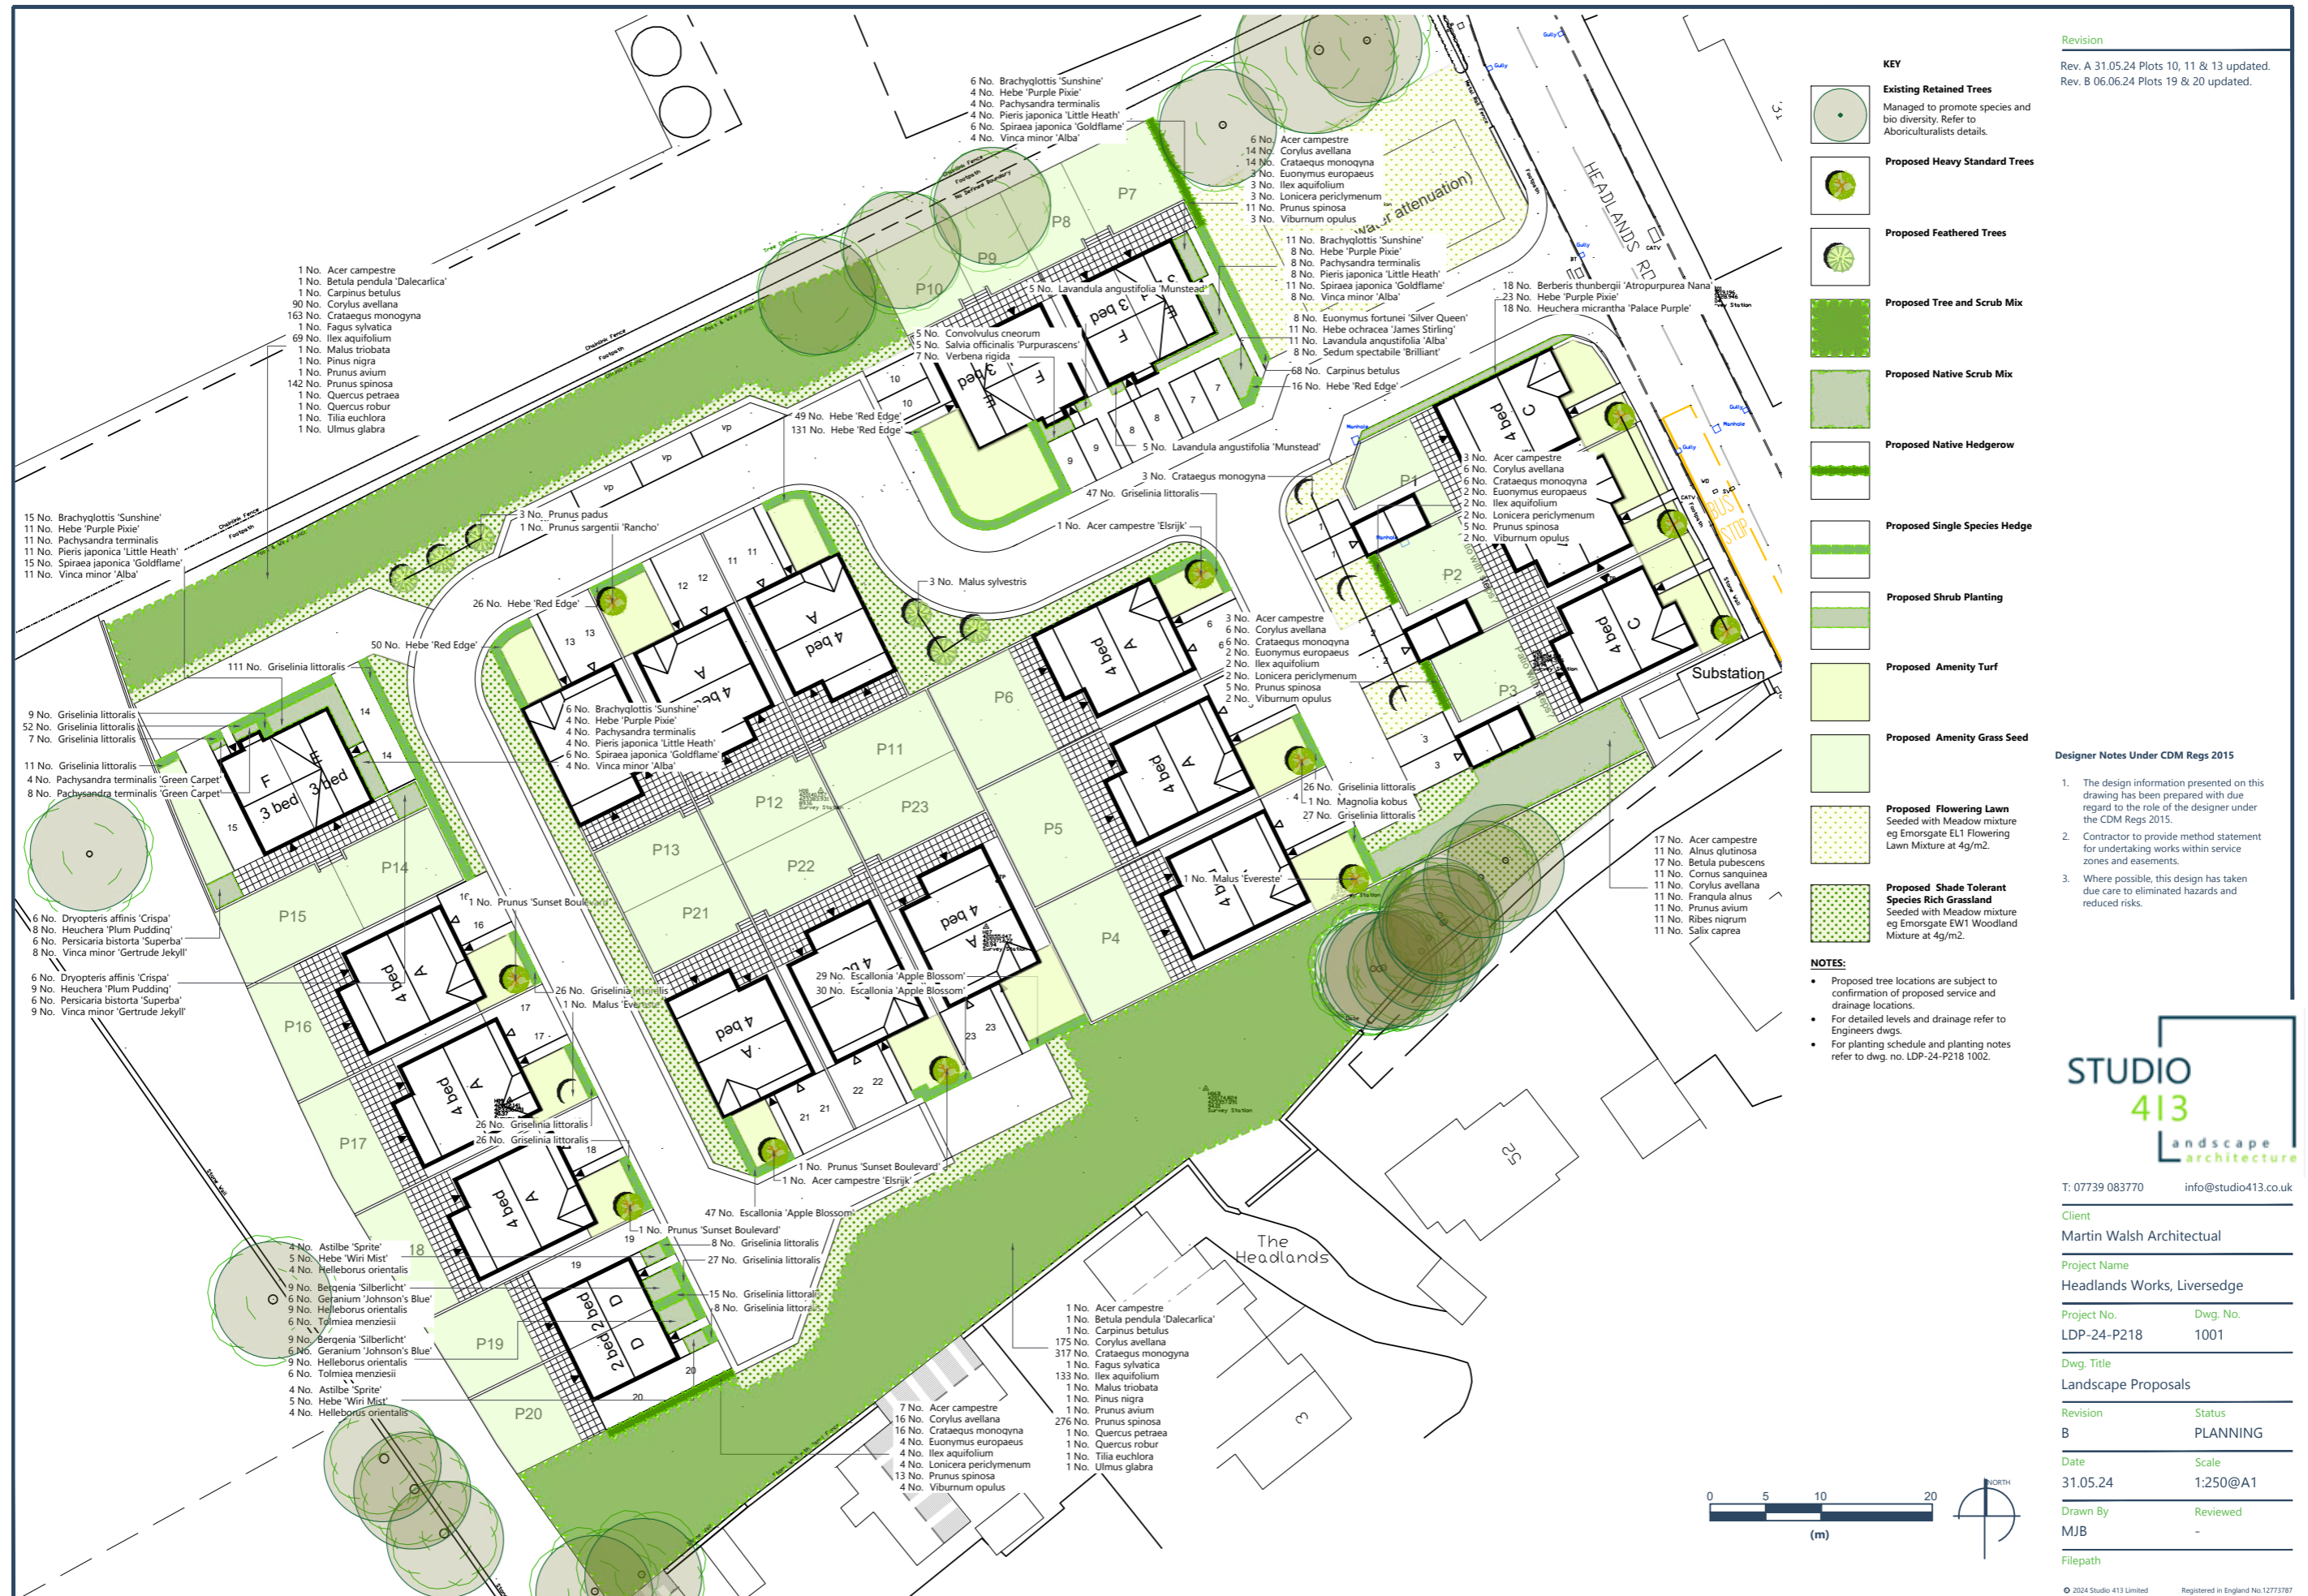 6 No. Brachyglottis 'Sunshine'
4 No. Hebe 'Purple Pixie'
4 No. Pachysandra terminalis
4 No. Pieris japonica 'Little Heath'
6 No. Spiraea japonica 'Goldflame'
4 No. Vinca minor 'Alba'
6 No. Acer campestre
14 No. Corylus avellana
14 No. Crataegus monogyna
3 No. Euonymus europaeus
3 No. Ilex aquifolium
3 No. Lonicera periclymenum
11 No. Prunus spinosa
3 No. Viburnum opulus
11 No. Brachyglottis 'Sunshine'
8 No. Hebe 'Purple Pixie'
8 No. Pachysandra terminalis
8 No. Pieris japonica 'Little Heath'
11 No. Spiraea japonica 'Goldflame'
8 No. Vinca minor 'Alba'
18 No. Berberis thunbergii 'Atropurpurea Nana'
23 No. Hebe 'Purple Pixie'
18 No. Heuchera micrantha 'Palace Purple'
8 No. Euonymus fortunei 'Silver Queen'
11 No. Hebe ochracea 'James Stirling'
11 No. Lavandula angustifolia 'Alba'
8 No. Sedum spectabile 'Brilliant'
68 No. Carpinus betulus
16 No. Hebe 'Red Edge'
5 No. Lavandula angustifolia 'Munstead'
5 No. Convolvulus cneorum
5 No. Salvia officinalis 'Purpurascens'
7 No. Verbena rigida
49 No. Hebe 'Red Edge'
131 No. Hebe 'Red Edge'
5 No. Lavandula angustifolia 'Munstead'
3 No. Crataegus monogyna
47 No. Griselinia littoralis
1 No. Acer campestre 'Elsrijk'
1 No. Acer campestre
1 No. Betula pendula 'Dalecarlica'
1 No. Carpinus betulus
90 No. Corylus avellana
163 No. Crataegus monogyna
1 No. Fagus sylvatica
69 No. Ilex aquifolium
1 No. Malus triobata
1 No. Pinus nigra
1 No. Prunus avium
142 No. Prunus spinosa
1 No. Quercus petraea
1 No. Quercus robur
1 No. Tilia euchlora
1 No. Ulmus glabra
15 No. Brachyglottis 'Sunshine'
11 No. Hebe 'Purple Pixie'
11 No. Pachysandra terminalis
11 No. Pieris japonica 'Little Heath'
15 No. Spiraea japonica 'Goldflame'
11 No. Vinca minor 'Alba'
3 No. Prunus padus
1 No. Prunus sargentii 'Rancho'
3 No. Malus sylvestris
26 No. Hebe 'Red Edge'
50 No. Hebe 'Red Edge'
111 No. Griselinia littoralis
9 No. Griselinia littoralis
52 No. Griselinia littoralis
7 No. Griselinia littoralis
11 No. Griselinia littoralis
4 No. Pachysandra terminalis 'Green Carpet'
8 No. Pachysandra terminalis 'Green Carpet'
6 No. Brachyglottis 'Sunshine'
4 No. Hebe 'Purple Pixie'
4 No. Pachysandra terminalis
4 No. Pieris japonica 'Little Heath'
6 No. Spiraea japonica 'Goldflame'
4 No. Vinca minor 'Alba'
3 No. Acer campestre
6 No. Corylus avellana
6 No. Crataegus monogyna
2 No. Euonymus europaeus
2 No. Ilex aquifolium
2 No. Lonicera periclymenum
5 No. Prunus spinosa
2 No. Viburnum opulus
3 No. Acer campestre
6 No. Corylus avellana
6 No. Crataegus monogyna
2 No. Euonymus europaeus
2 No. Ilex aquifolium
2 No. Lonicera periclymenum
5 No. Prunus spinosa
2 No. Viburnum opulus
26 No. Griselinia littoralis
1 No. Magnolia kobus
27 No. Griselinia littoralis
1 No. Malus 'Evereste'
17 No. Acer campestre
11 No. Alnus glutinosa
17 No. Betula pubescens
11 No. Cornus sanguinea
11 No. Corylus avellana
11 No. Frangula alnus
11 No. Prunus avium
11 No. Ribes nigrum
11 No. Salix caprea
6 No. Dryopteris affinis 'Crispa'
8 No. Heuchera 'Plum Pudding'
6 No. Persicaria bistorta 'Superba'
8 No. Vinca minor 'Gertrude Jekyll'
6 No. Dryopteris affinis 'Crispa'
9 No. Heuchera 'Plum Pudding'
6 No. Persicaria bistorta 'Superba'
9 No. Vinca minor 'Gertrude Jekyll'
1 No. Prunus 'Sunset Boulevard'
26 No. Griselinia littoralis
1 No. Malus 'Evereste'
29 No. Escallonia 'Apple Blossom'
30 No. Escallonia 'Apple Blossom'
26 No. Griselinia littoralis
26 No. Griselinia littoralis
1 No. Prunus 'Sunset Boulevard'
1 No. Acer campestre 'Elsrijk'
47 No. Escallonia 'Apple Blossom'
1 No. Prunus 'Sunset Boulevard'
8 No. Griselinia littoralis
27 No. Griselinia littoralis
15 No. Griselinia littoralis
8 No. Griselinia littoralis
4 No. Astilbe 'Sprite'
5 No. Hebe 'Wiri Mist'
4 No. Helleborus orientalis
9 No. Bergenia 'Silberlicht'
6 No. Geranium 'Johnson's Blue'
9 No. Helleborus orientalis
6 No. Tolmiea menziesii
9 No. Bergenia 'Silberlicht'
6 No. Geranium 'Johnson's Blue'
9 No. Helleborus orientalis
6 No. Tolmiea menziesii
4 No. Astilbe 'Sprite'
5 No. Hebe 'Wiri Mist'
4 No. Helleborus orientalis
7 No. Acer campestre
16 No. Corylus avellana
16 No. Crataegus monogyna
4 No. Euonymus europaeus
4 No. Ilex aquifolium
4 No. Lonicera periclymenum
13 No. Prunus spinosa
4 No. Viburnum opulus
1 No. Acer campestre
1 No. Betula pendula 'Dalecarlica'
1 No. Carpinus betulus
175 No. Corylus avellana
317 No. Crataegus monogyna
1 No. Fagus sylvatica
133 No. Ilex aquifolium
1 No. Malus triobata
1 No. Pinus nigra
1 No. Prunus avium
276 No. Prunus spinosa
1 No. Quercus petraea
1 No. Quercus robur
1 No. Tilia euchlora
1 No. Ulmus glabra
HEADLANDS RD
BUS STOP
Substation
The
Headlands
52
3
P1
P2
P3
P4
P5
P6
P7
P8
P9
P10
P11
P12
P13
P14
P15
P16
P17
18
P19
P20
P21
P22
P23
0 5 10 20
(m)
NORTH
KEY
Existing Retained Trees
Managed to promote species and
bio diversity. Refer to
Aboriculturalists details.
Proposed Heavy Standard Trees
Proposed Feathered Trees
Proposed Tree and Scrub Mix
Proposed Native Scrub Mix
Proposed Native Hedgerow
Proposed Single Species Hedge
Proposed Shrub Planting
Proposed Amenity Turf
Proposed Amenity Grass Seed
Proposed Flowering Lawn
Seeded with Meadow mixture
eg Emorsgate EL1 Flowering
Lawn Mixture at 4g/m2.
Proposed Shade Tolerant
Species Rich Grassland
Seeded with Meadow mixture
eg Emorsgate EW1 Woodland
Mixture at 4g/m2.
NOTES:
• Proposed tree locations are subject to
confirmation of proposed service and
drainage locations.
• For detailed levels and drainage refer to
Engineers dwgs.
• For planting schedule and planting notes
refer to dwg. no. LDP-24-P218 1002.
Revision
Rev. A 31.05.24 Plots 10, 11 & 13 updated.
Rev. B 06.06.24 Plots 19 & 20 updated.
Designer Notes Under CDM Regs 2015
1. The design information presented on this
drawing has been prepared with due
regard to the role of the designer under
the CDM Regs 2015.
2. Contractor to provide method statement
for undertaking works within service
zones and easements.
3. Where possible, this design has taken
due care to eliminated hazards and
reduced risks.
STUDIO
413
Landscape
architecture
T: 07739 083770 info@studio413.co.uk
Client
Martin Walsh Architectual
Project Name
Headlands Works, Liversedge
Project No. Dwg. No.
LDP-24-P218 1001
Dwg. Title
Landscape Proposals
Revision Status
B PLANNING
Date Scale
31.05.24 1:250@A1
Drawn By Reviewed
MJB -
Filepath
© 2024 Studio 413 Limited Registered in England No.12773787